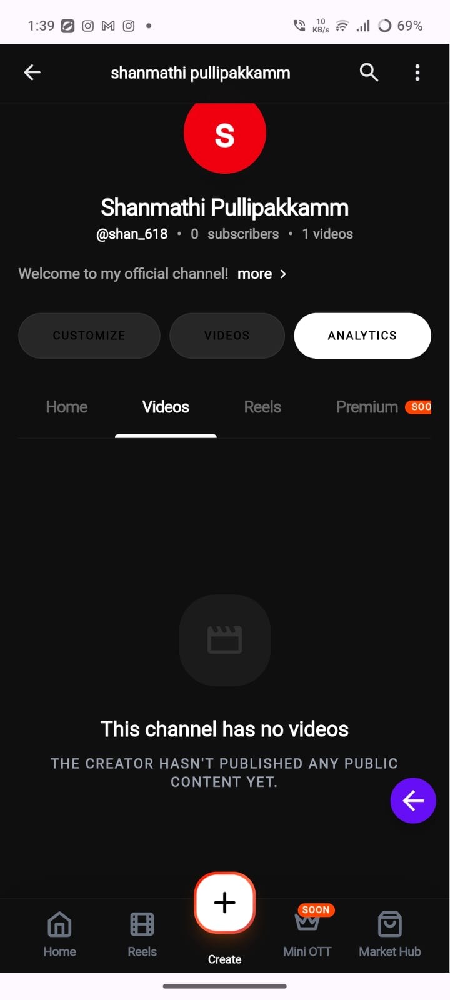 1:39 10 KB/s 69%
shanmathi pullipakkamm
S
Shanmathi Pullipakkamm
@shan_618 • 0 subscribers • 1 videos
Welcome to my official channel! more >
CUSTOMIZE VIDEOS ANALYTICS
Home Videos Reels Premium SOO
This channel has no videos
THE CREATOR HASN'T PUBLISHED ANY PUBLIC
CONTENT YET.
SOON
Home Reels Create Mini OTT Market Hub